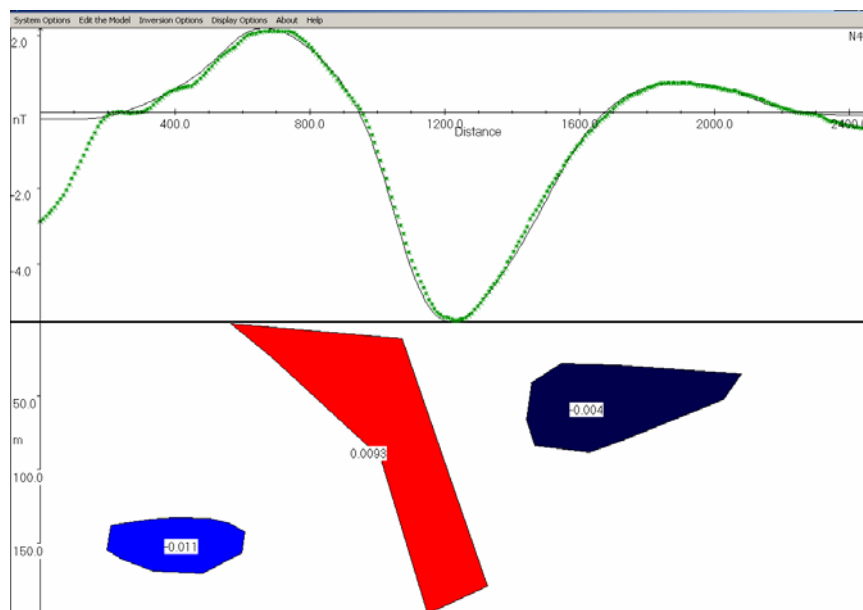 System Options Edit the Model Inversion Options Display Options About Help
2.0
N4
nT
400.0 800.0 1200.0 1600.0 2000.0 2400.0
Distance
-2.0
-4.0
50.0
-0.004
m
0.0093
100.0
150.0
-0.011